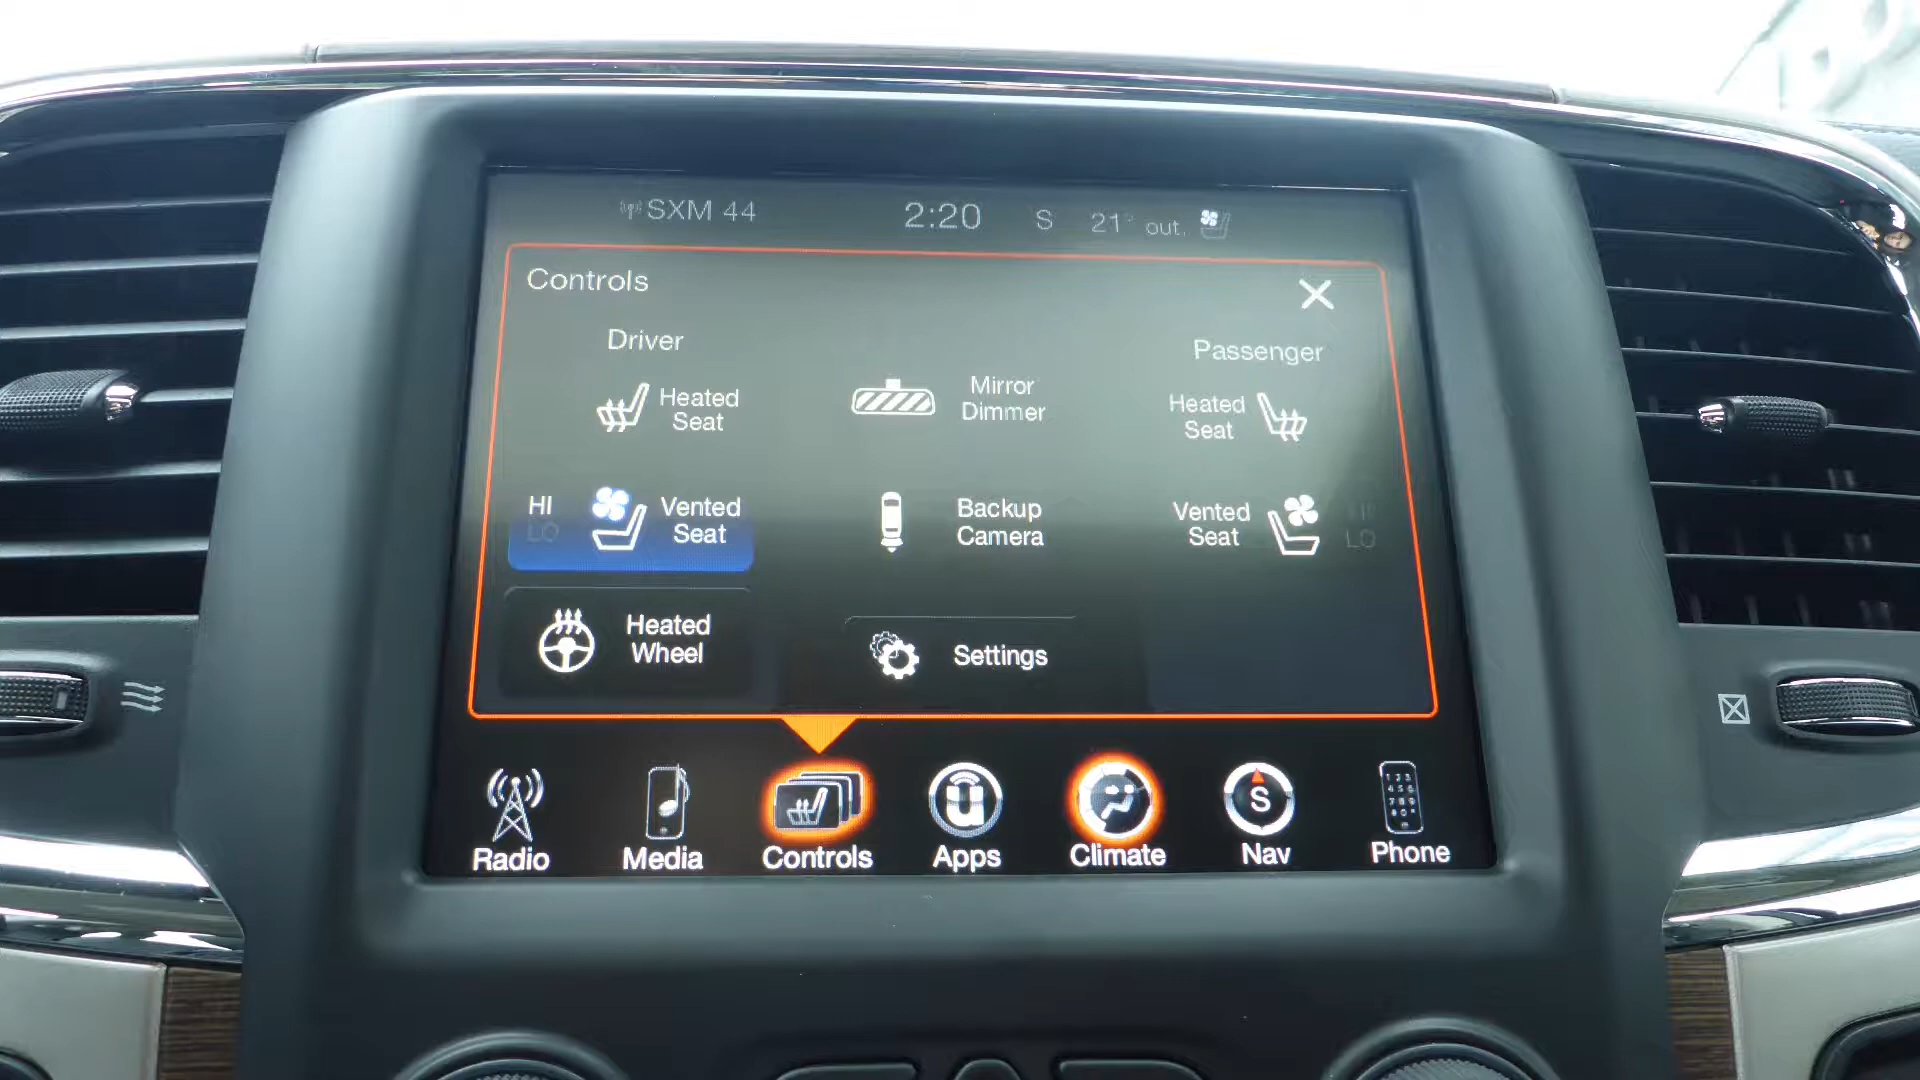 SXM 44 2:20 S 21° out.
Controls
Driver
Passenger
Heated
Seat
Mirror
Dimmer
Heated
Seat
HI
LO
Vented
Seat
Backup
Camera
Vented
Seat
HI
LO
Heated
Wheel
Settings
S
Radio Media Controls Apps Climate Nav Phone